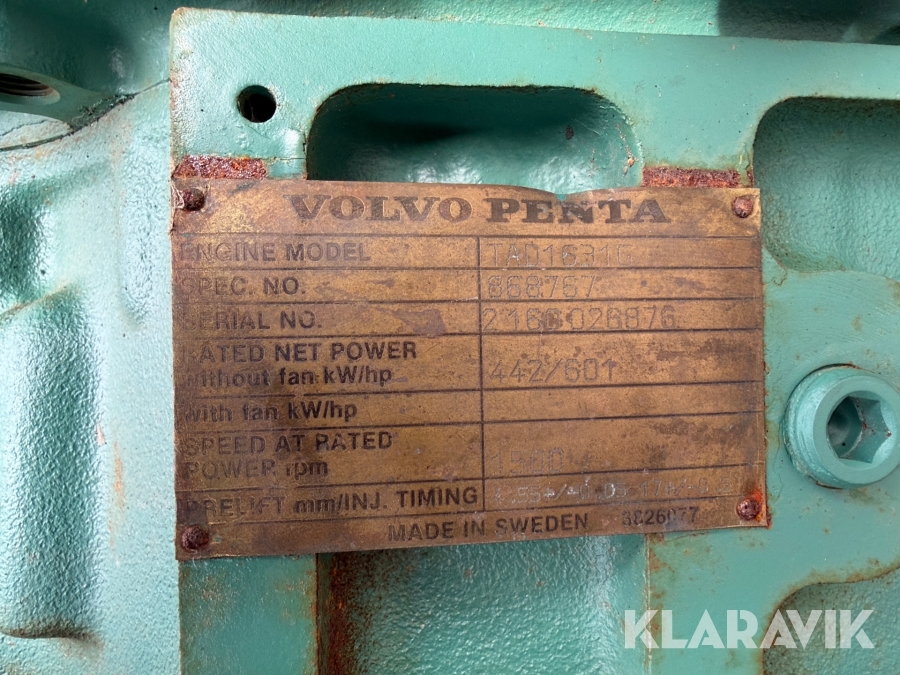 VOLVO PENTA
ENGINE MODEL TAD1631G
SPEC. NO. 868767
SERIAL NO. 2166026876
RATED NET POWER
without fan kW/hp 442/601
with fan kW/hp
SPEED AT RATED
POWER rpm 1500
PRELIFT mm/INJ. TIMING
MADE IN SWEDEN 3826077
KLARAVIK